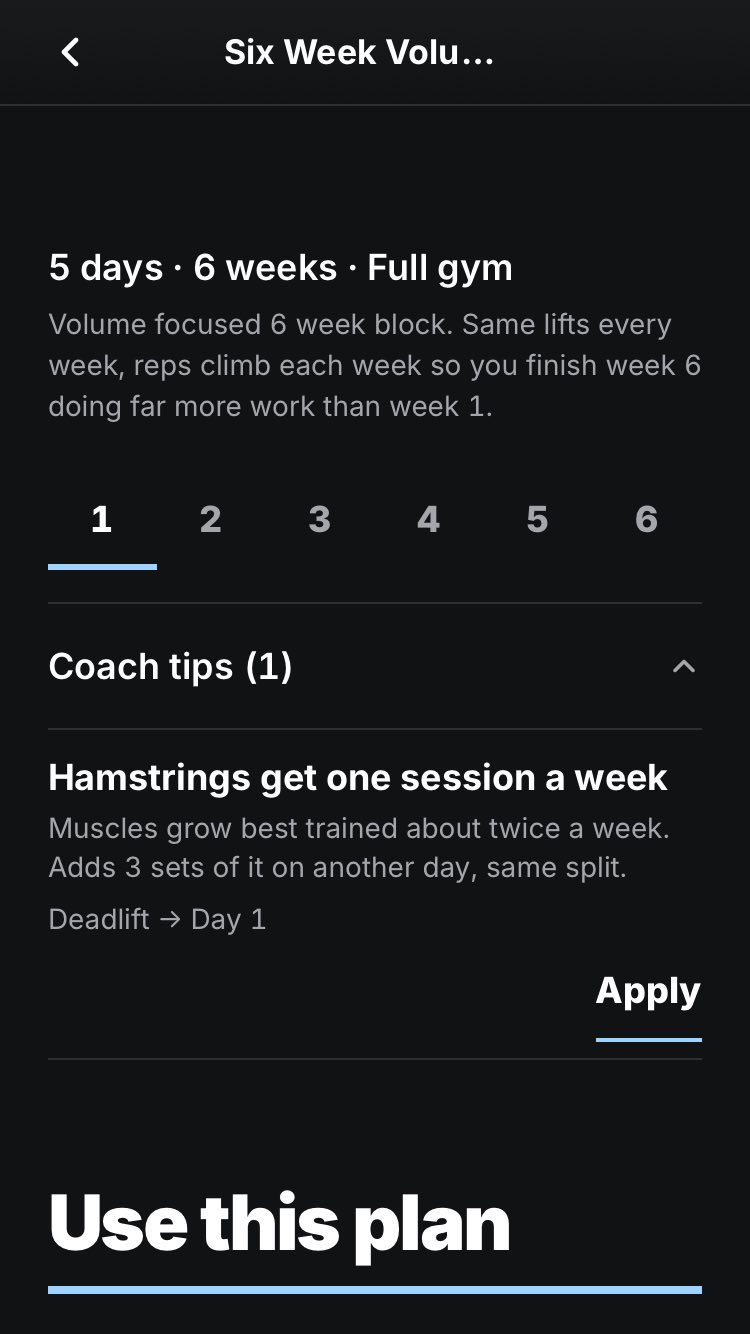 Six Week Volu...
5 days · 6 weeks · Full gym
Volume focused 6 week block. Same lifts every
week, reps climb each week so you finish week 6
doing far more work than week 1.
1 2 3 4 5 6
Coach tips (1)
Hamstrings get one session a week
Muscles grow best trained about twice a week.
Adds 3 sets of it on another day, same split.
Deadlift → Day 1
Apply
Use this plan